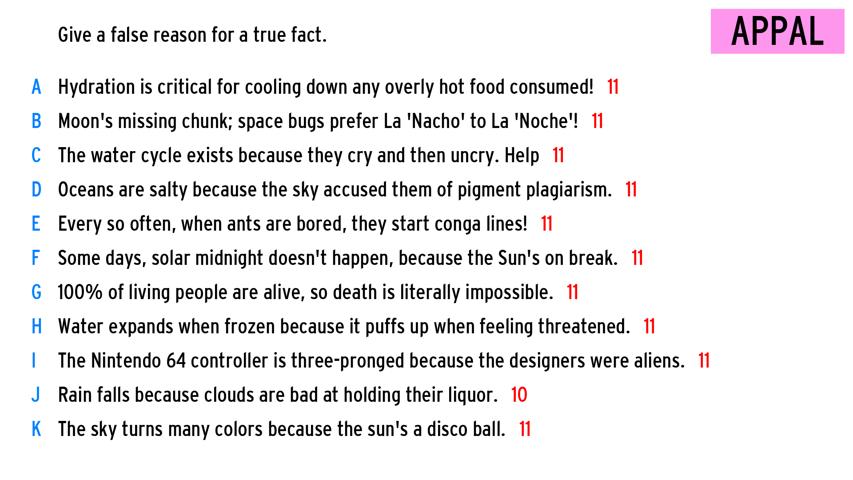 Give a false reason for a true fact.
APPAL
A Hydration is critical for cooling down any overly hot food consumed! 11
B Moon's missing chunk; space bugs prefer La 'Nacho' to La 'Noche'! 11
C The water cycle exists because they cry and then uncry. Help 11
D Oceans are salty because the sky accused them of pigment plagiarism. 11
E Every so often, when ants are bored, they start conga lines! 11
F Some days, solar midnight doesn't happen, because the Sun's on break. 11
G 100% of living people are alive, so death is literally impossible. 11
H Water expands when frozen because it puffs up when feeling threatened. 11
I The Nintendo 64 controller is three-pronged because the designers were aliens. 11
J Rain falls because clouds are bad at holding their liquor. 10
K The sky turns many colors because the sun's a disco ball. 11